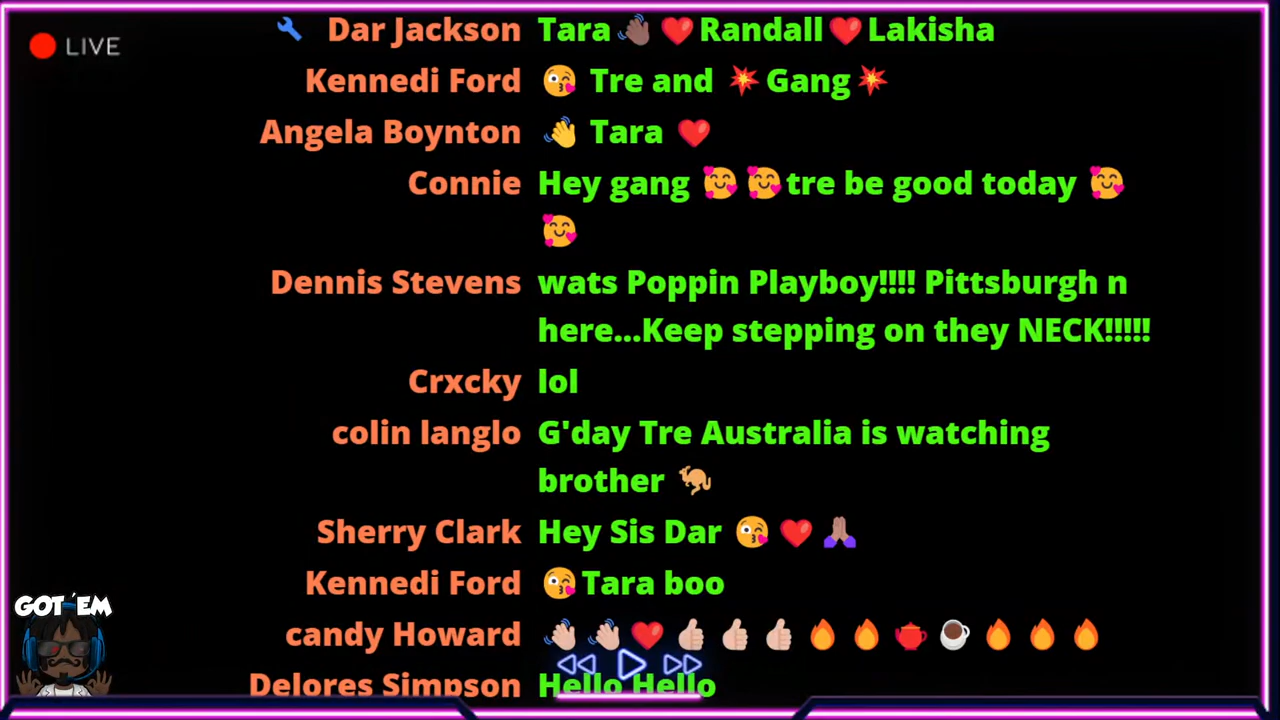 LIVE
Dar Jackson Tara 👋🏽 ❤️ Randall ❤️ Lakisha
Kennedi Ford 😘 Tre and 💥 Gang 💥
Angela Boynton 👋 Tara ❤️
Connie Hey gang 🥰 🥰 tre be good today 🥰
🥰
Dennis Stevens wats Poppin Playboy!!!! Pittsburgh n
here...Keep stepping on they NECK!!!!!
Crxcky lol
colin langlo G'day Tre Australia is watching
brother 🦘
Sherry Clark Hey Sis Dar 😘 ❤️ 🙏🏽
Kennedi Ford 😘 Tara boo
candy Howard 👋🏼 👋🏼 ❤️ 👍🏼 👍🏼 👍🏼 🔥 🔥 🫖 ☕ 🔥 🔥 🔥
GOT 'EM
Delores Simpson Hello Hello